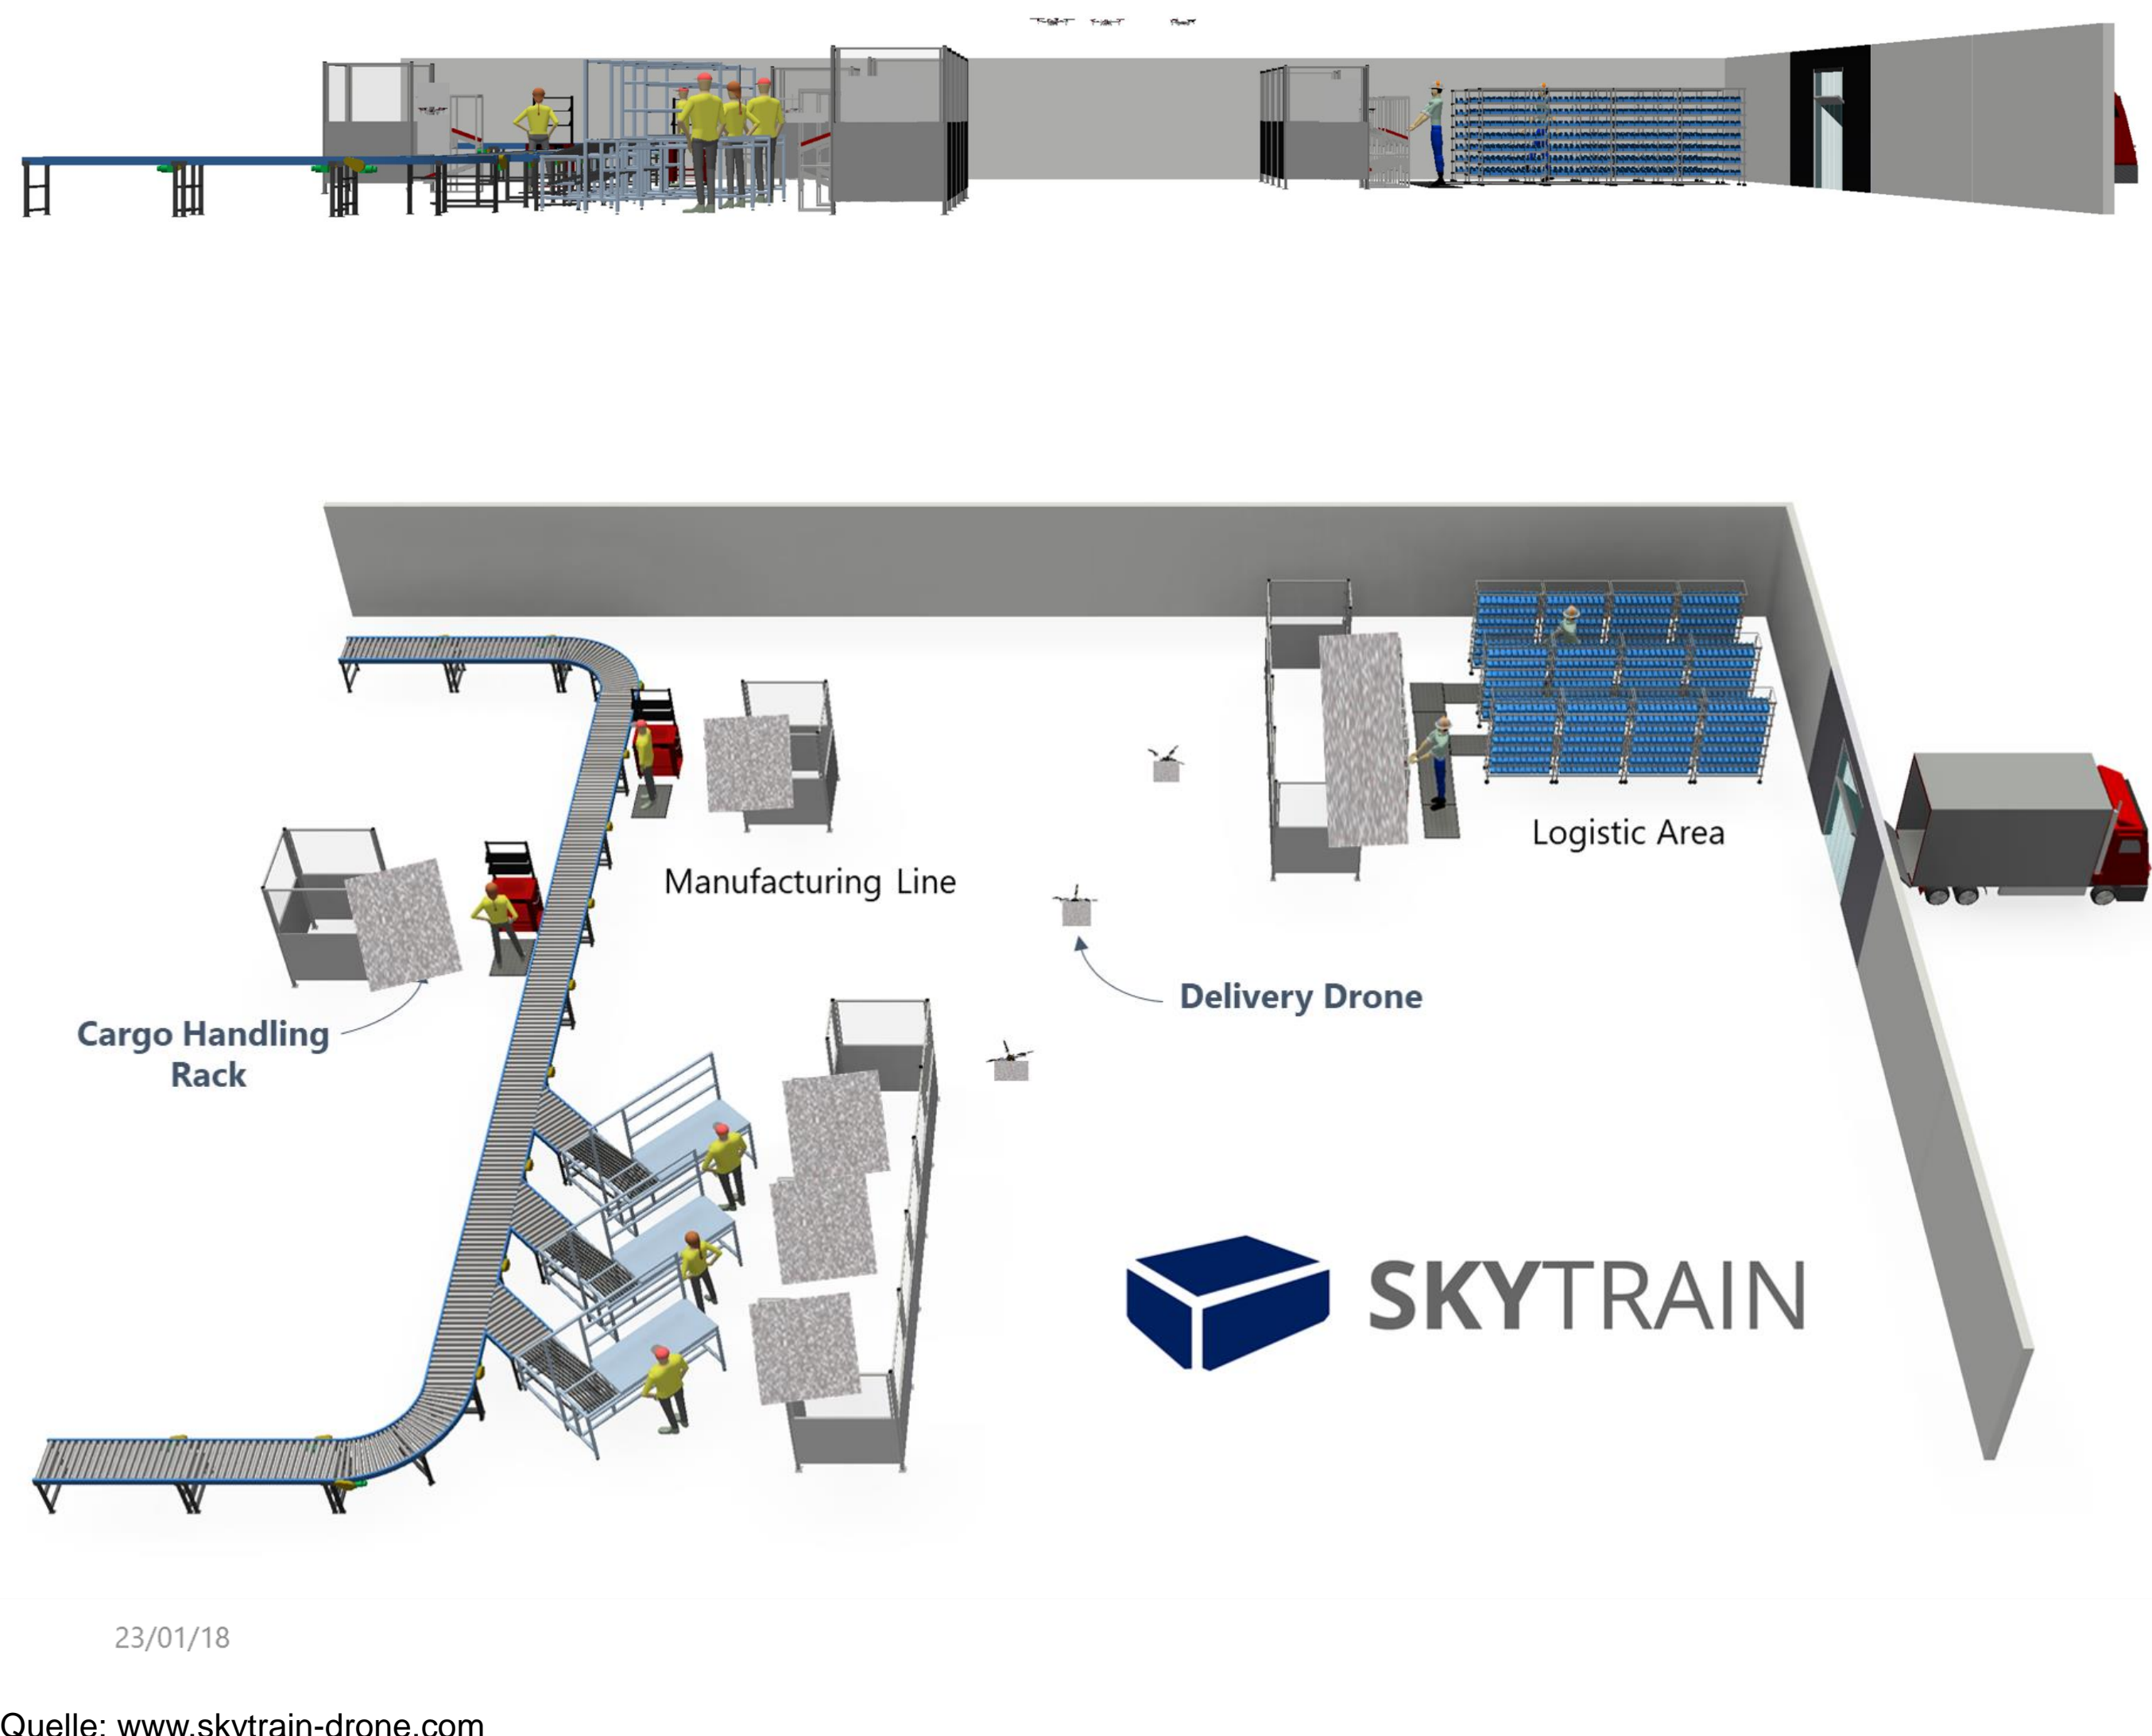 Logistic Area
Manufacturing Line
Delivery Drone
Cargo Handling
Rack
SKYTRAIN
23/01/18
Quelle: www.skytrain-drone.com